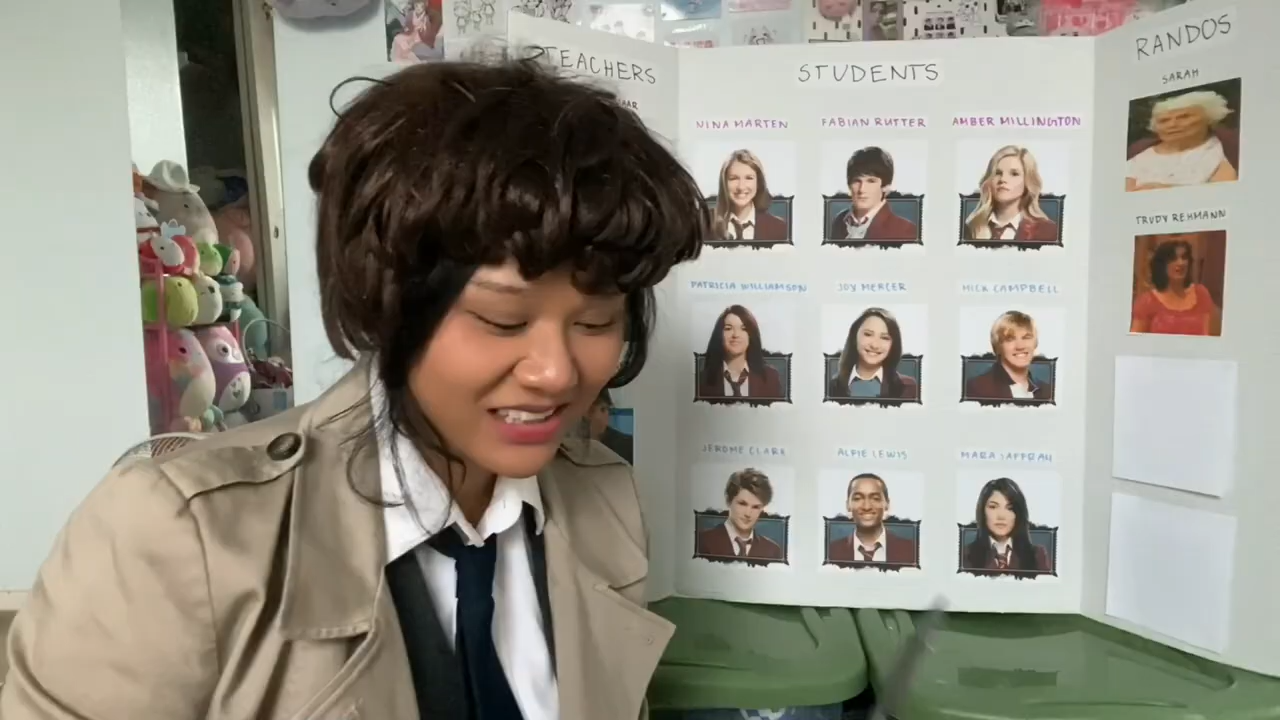 TEACHERS
STUDENTS
RANDOS
SARAH
NINA MARTEN
FABIAN RUTTER
AMBER MILLINGTON
TRUDY REHMANN
PATRICIA WILLIAMSON
JOY MERCER
MICK CAMPBELL
JEROME CLARK
ALFIE LEWIS
MARA JAFFRAY